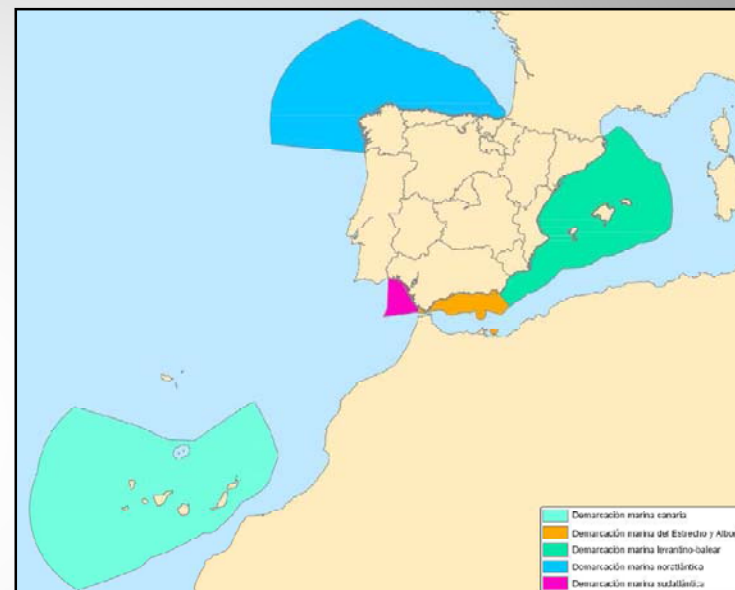 Demarcación marina canaria
Demarcación marina del Estrecho y Albor
Demarcación marina levantino-balear
Demarcación marina noratlántica
Demarcación marina sudatlántica